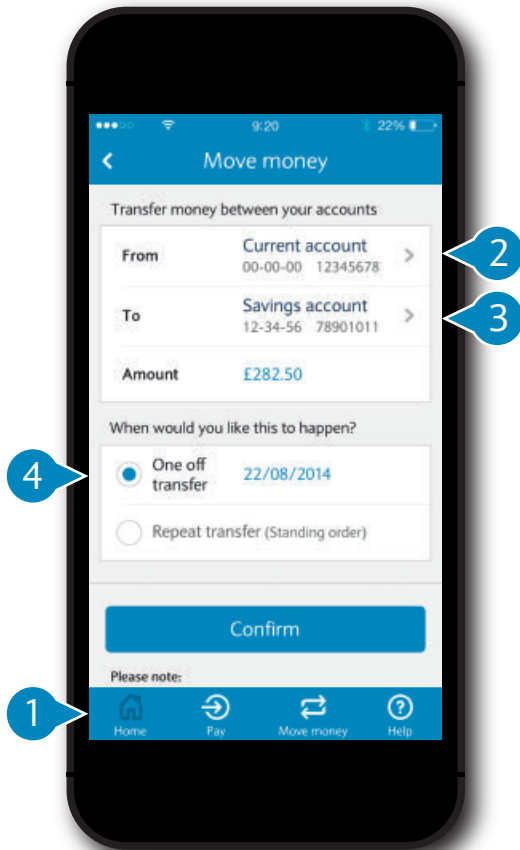 9:20 22%
Move money
Transfer money between your accounts
From Current account
00-00-00 12345678
2
To Savings account
12-34-56 78901011
3
Amount £282.50
When would you like this to happen?
4
One off
transfer 22/08/2014
Repeat transfer (Standing order)
Confirm
Please note:
1
Home Pay Move money Help